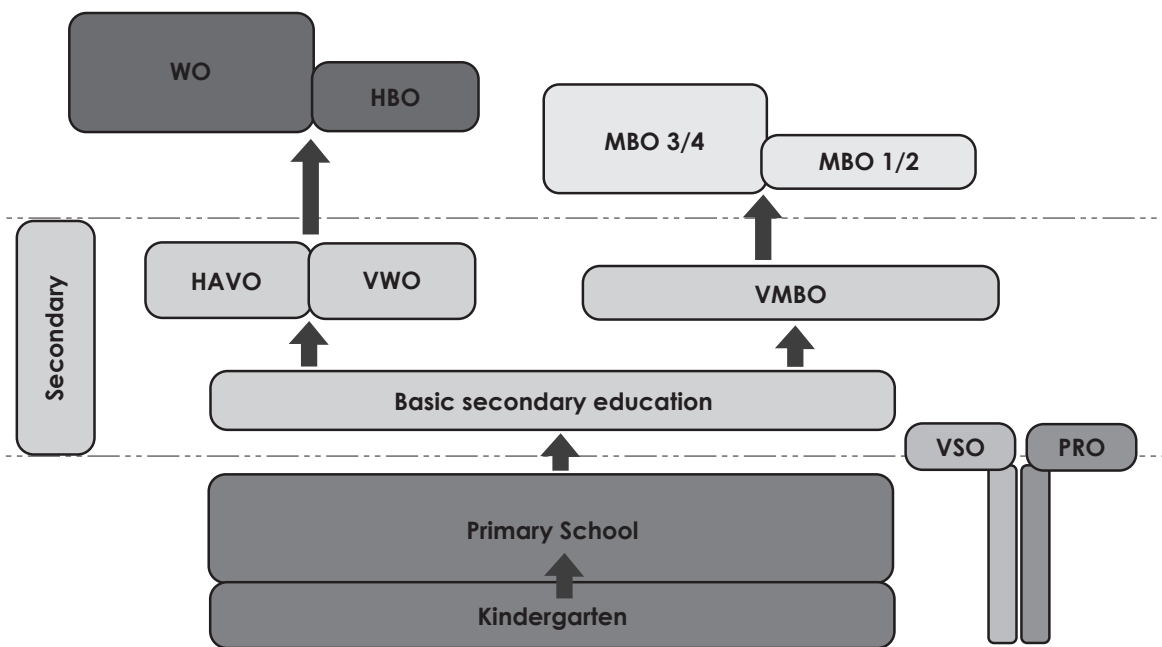 WO
HBO
MBO 3/4
MBO 1/2
Secondary
HAVO
VWO
VMBO
Basic secondary education
VSO
PRO
Primary School
Kindergarten